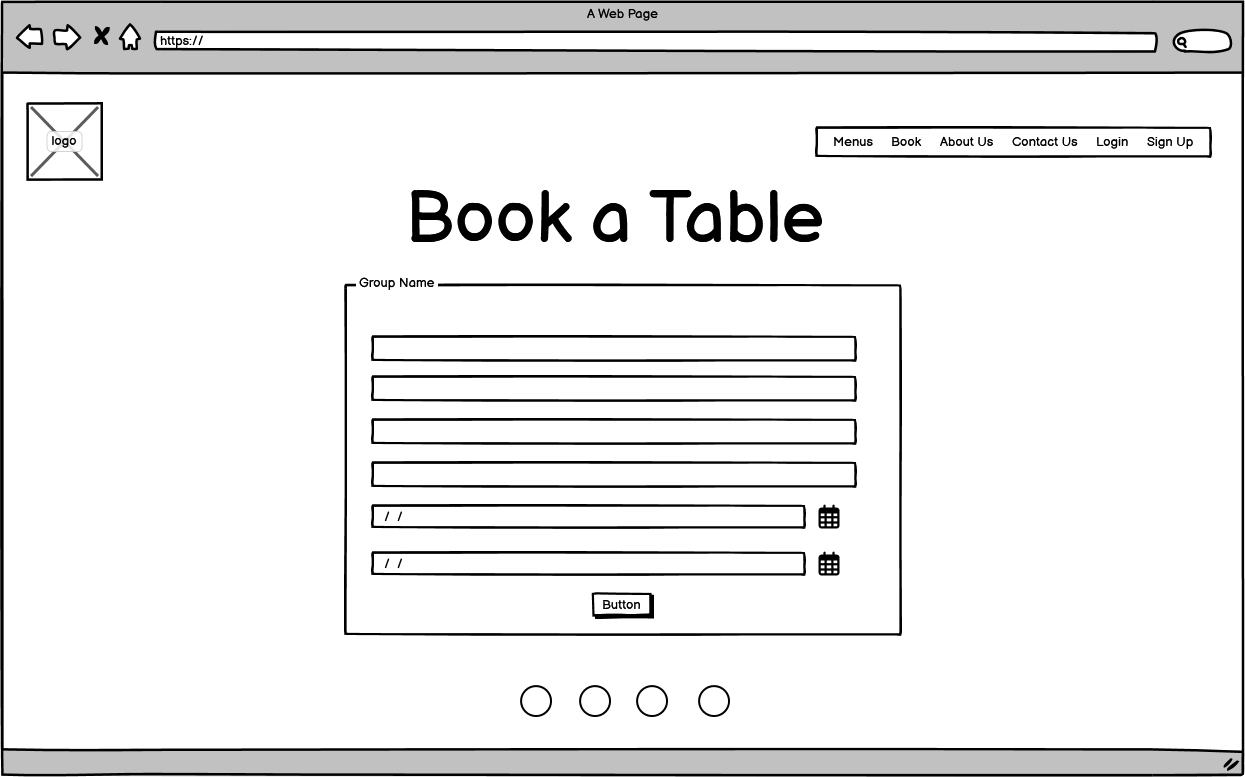 A Web Page
https://
logo
Menus Book About Us Contact Us Login Sign Up
Book a Table
Group Name
/ /
/ /
Button